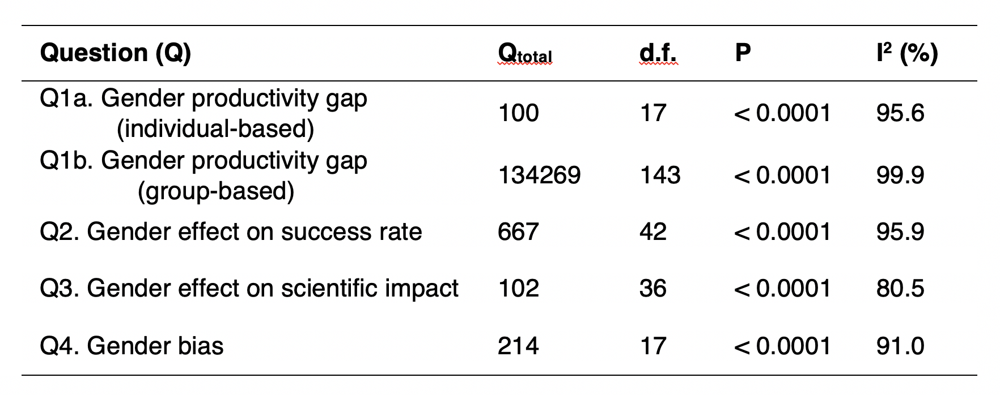 Question (Q) Qtotal d.f. P I² (%)
Q1a. Gender productivity gap
(individual-based) 100 17 < 0.0001 95.6
Q1b. Gender productivity gap
(group-based) 134269 143 < 0.0001 99.9
Q2. Gender effect on success rate 667 42 < 0.0001 95.9
Q3. Gender effect on scientific impact 102 36 < 0.0001 80.5
Q4. Gender bias 214 17 < 0.0001 91.0